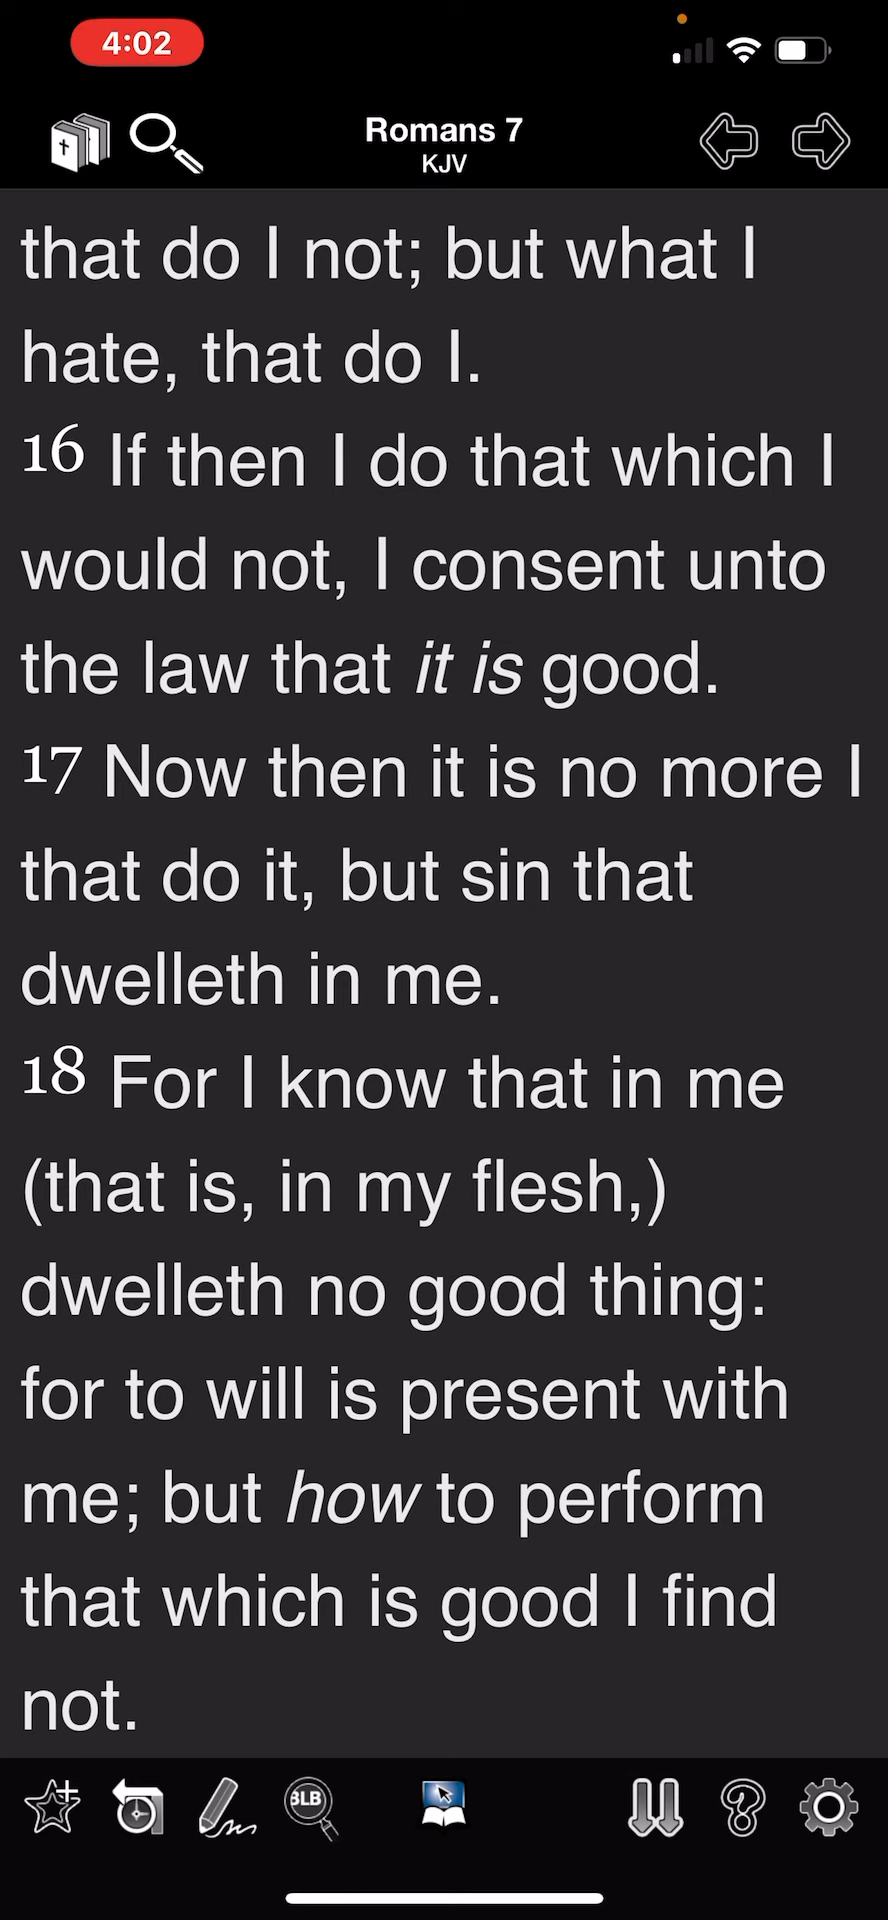 4:02
Romans 7
KJV
that do I not; but what I
hate, that do I.
16 If then I do that which I
would not, I consent unto
the law that it is good.
17 Now then it is no more I
that do it, but sin that
dwelleth in me.
18 For I know that in me
(that is, in my flesh,)
dwelleth no good thing:
for to will is present with
me; but how to perform
that which is good I find
not.
BLB